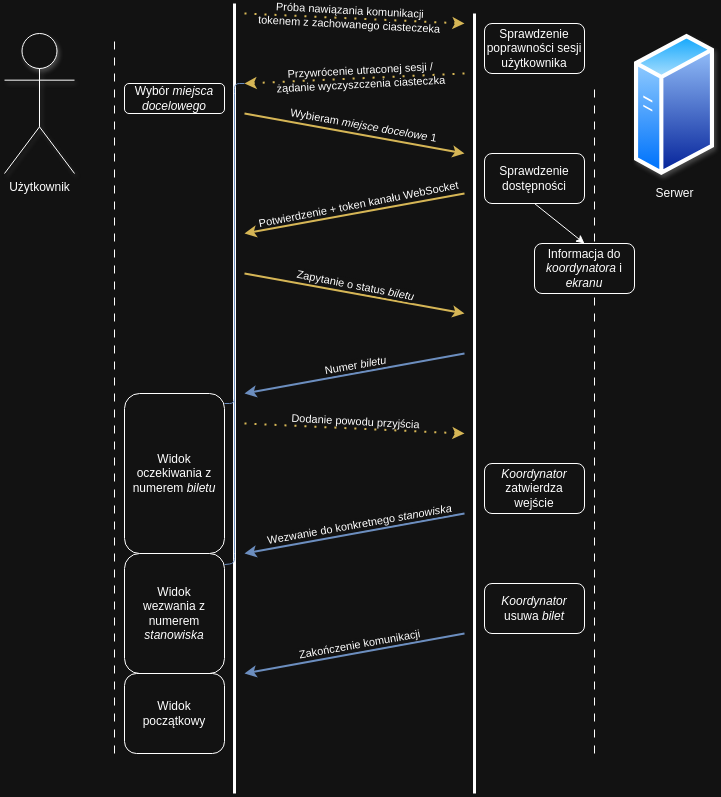 Próba nawiązania komunikacji
tokenem z zachowanego ciasteczeka
Sprawdzenie
poprawności sesji
użytkownika
Przywrócenie utraconej sesji /
żądanie wyczyszczenia ciasteczka
Wybór miejsca
docelowego
Wybieram miejsce docelowe 1
Użytkownik
Serwer
Sprawdzenie
dostępności
Potwierdzenie + token kanału WebSocket
Informacja do
koordynatora i
ekranu
Zapytanie o status biletu
Numer biletu
Dodanie powodu przyjścia
Widok
oczekiwania z
numerem biletu
Koordynator
zatwierdza
wejście
Wezwanie do konkretnego stanowiska
Widok
wezwania z
numerem
stanowiska
Koordynator
usuwa bilet
Zakończenie komunikacji
Widok
początkowy